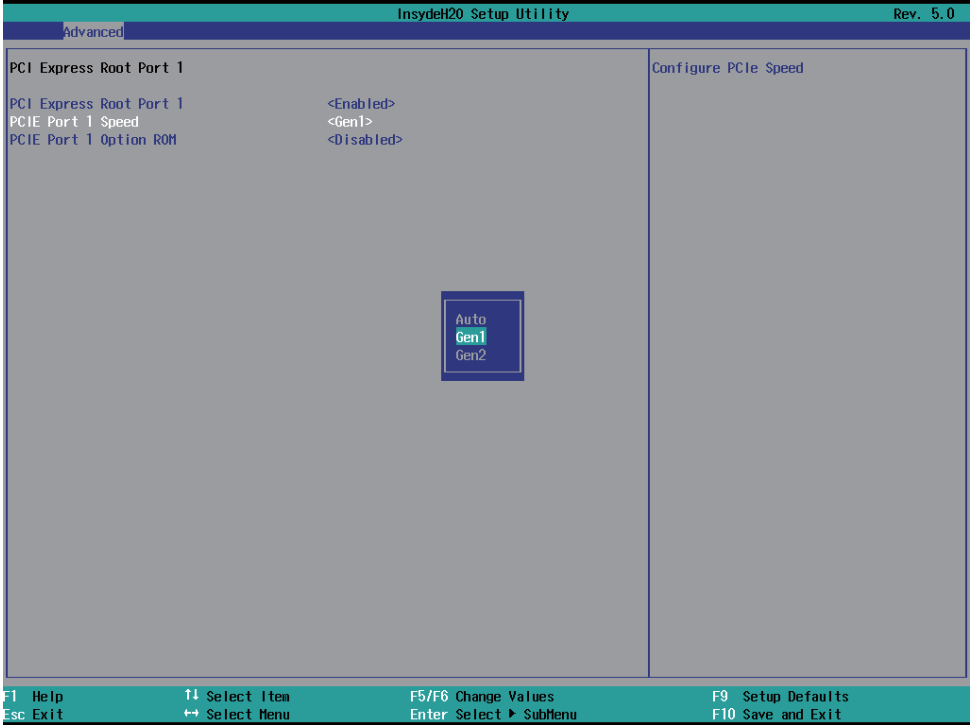 InsydeH20 Setup Utility Rev. 5.0
Advanced
PCI Express Root Port 1 Configure PCIe Speed
PCI Express Root Port 1 <Enabled>
PCIE Port 1 Speed <Gen1>
PCIE Port 1 Option ROM <Disabled>
Auto
Gen1
Gen2
F1 Help ↑↓ Select Item F5/F6 Change Values F9 Setup Defaults
Esc Exit ←→ Select Menu Enter Select ▶ SubMenu F10 Save and Exit